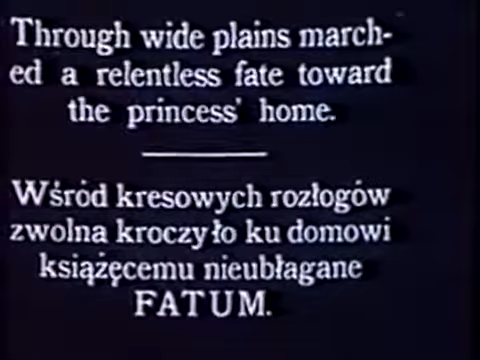 Through wide plains march-
ed a relentless fate toward
the princess' home.
Wśród kresowych rozłogów
zwolna kroczyło ku domowi
książęcemu nieubłagane
FATUM.